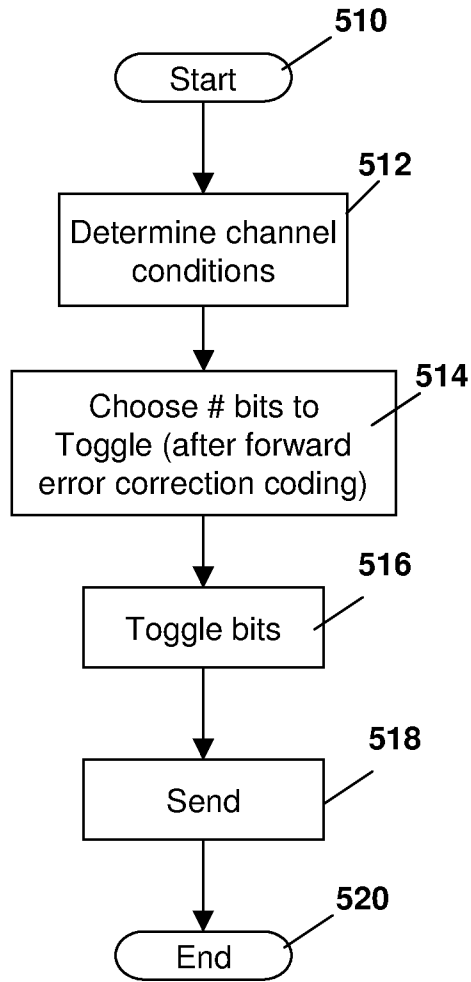 510
Start
512
Determine channel
conditions
514
Choose # bits to
Toggle (after forward
error correction coding)
516
Toggle bits
518
Send
520
End